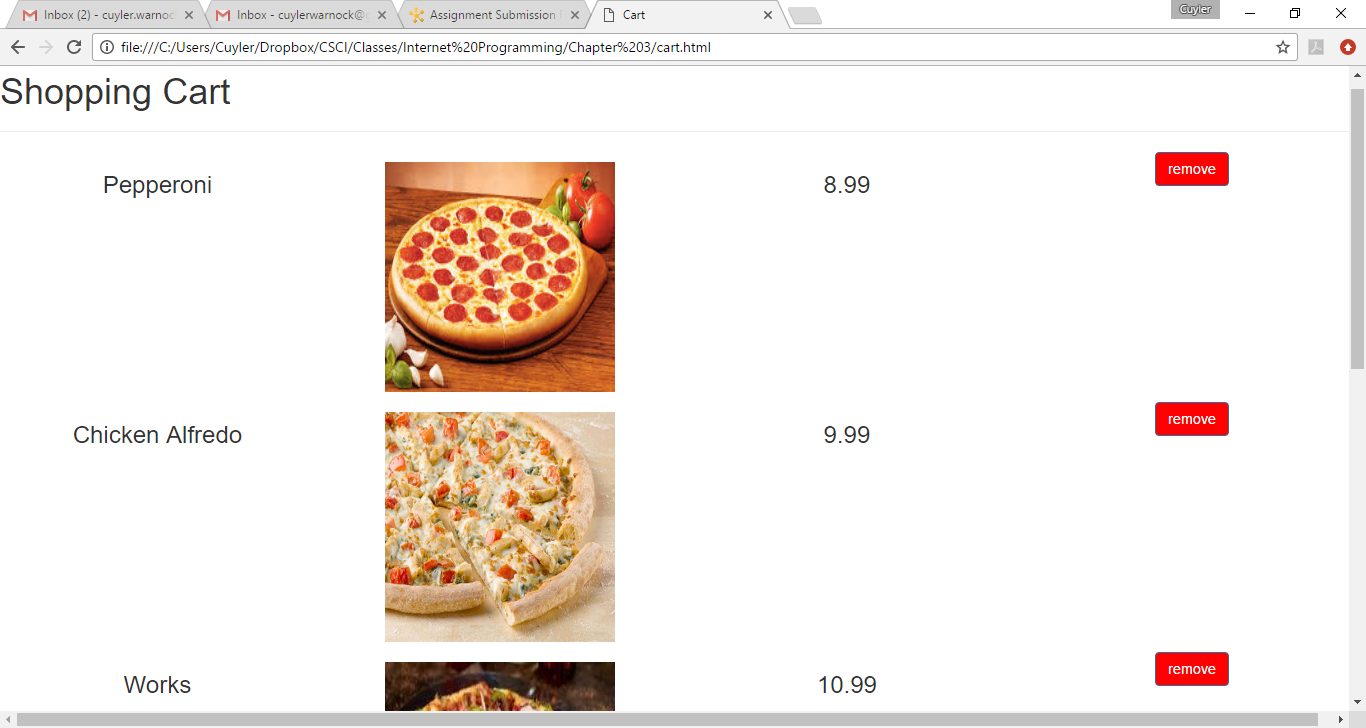 Inbox (2) - cuyler.warnoc
Inbox - cuylerwarnock@
Assignment Submission
Cart
Cuyler
file:///C:/Users/Cuyler/Dropbox/CSCI/Classes/Internet%20Programming/Chapter%203/cart.html
Shopping Cart
Pepperoni 8.99 remove
Chicken Alfredo 9.99 remove
Works 10.99 remove